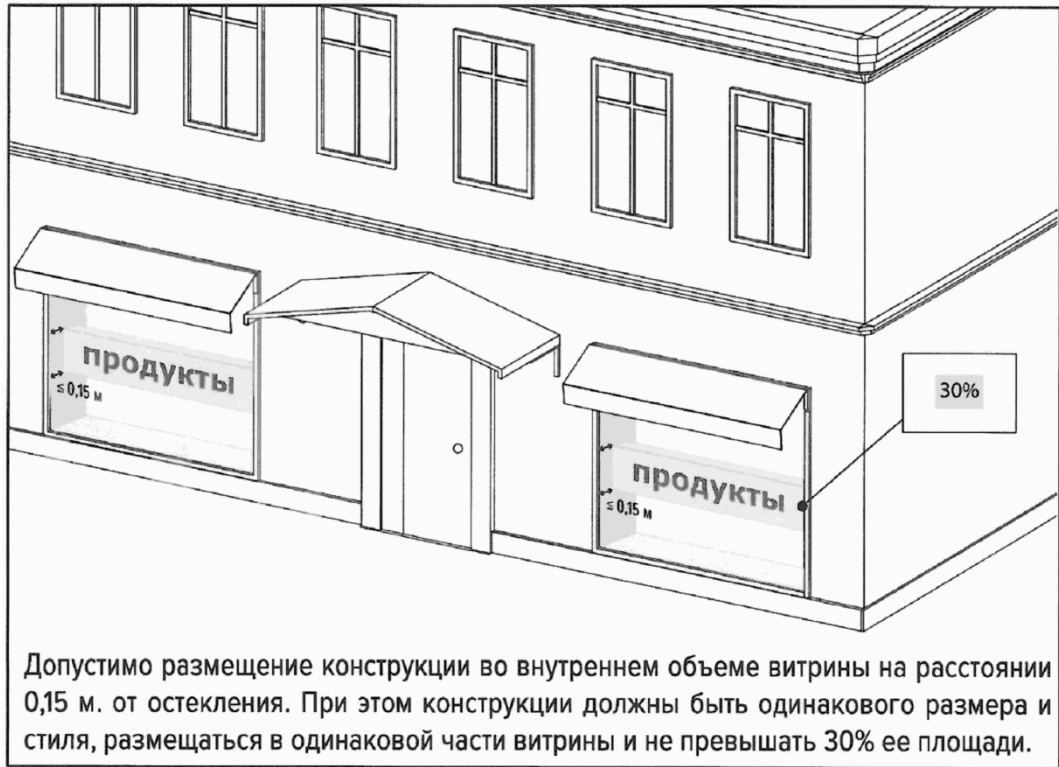 продукты
≤ 0,15 м
30%
продукты
≤ 0,15 м
Допустимо размещение конструкции во внутреннем объеме витрины на расстоянии
0,15 м. от остекления. При этом конструкции должны быть одинакового размера и
стиля, размещаться в одинаковой части витрины и не превышать 30% ее площади.